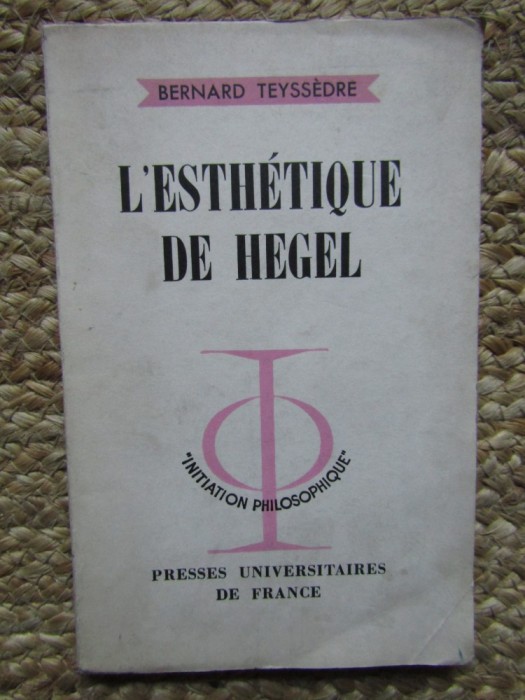 BERNARD TEYSSÈDRE
L'ESTHÉTIQUE
DE HEGEL
"INITIATION PHILOSOPHIQUE"
PRESSES UNIVERSITAIRES
DE FRANCE